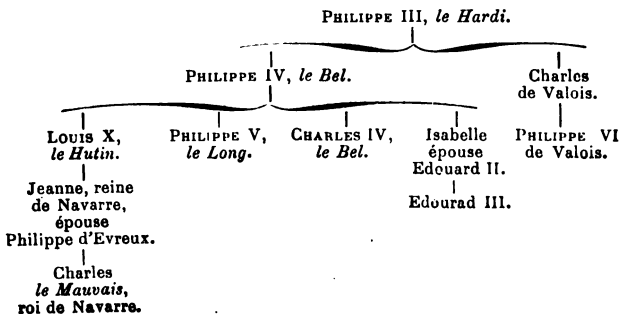 PHILIPPE III, le Hardi.
PHILIPPE IV, le Bel.
Charles
de Valois.
LOUIS X,
le Hutin.
PHILIPPE V,
le Long.
CHARLES IV,
le Bel.
Isabelle
épouse
Edouard II.
PHILIPPE VI
de Valois.
Edourad III.
Jeanne, reine
de Navarre,
épouse
Philippe d'Evreux.
Charles
le Mauvais,
roi de Navarre.